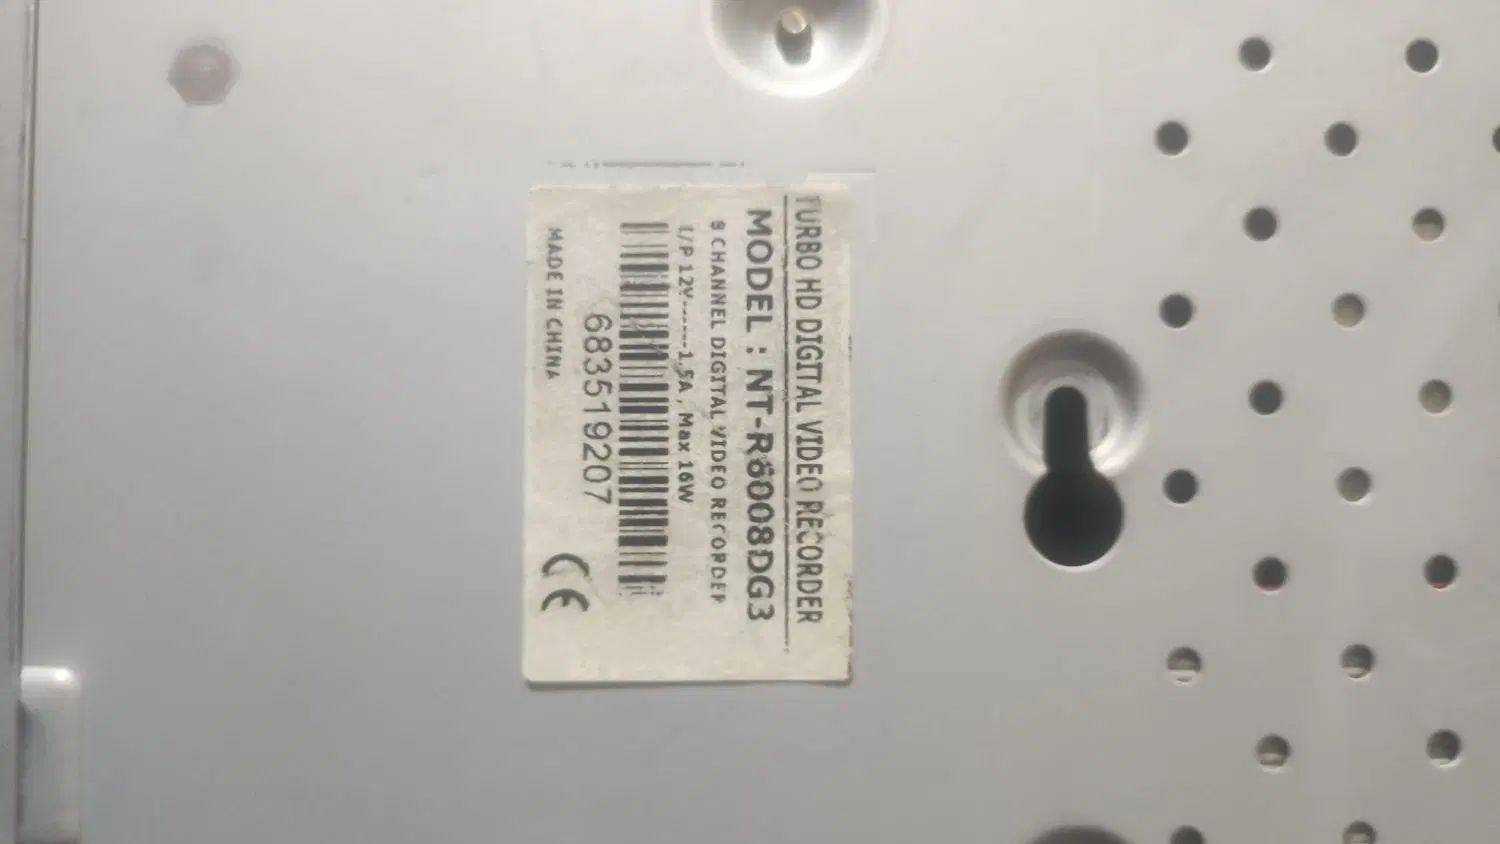 TURBO HD DIGITAL VIDEO RECORDER
MODEL : NT-R6008DG3
8 CHANNEL DIGITAL VIDEO RECORDER
I/P 12V------1.5A , Max 16W
683519207
MADE IN CHINA
CE